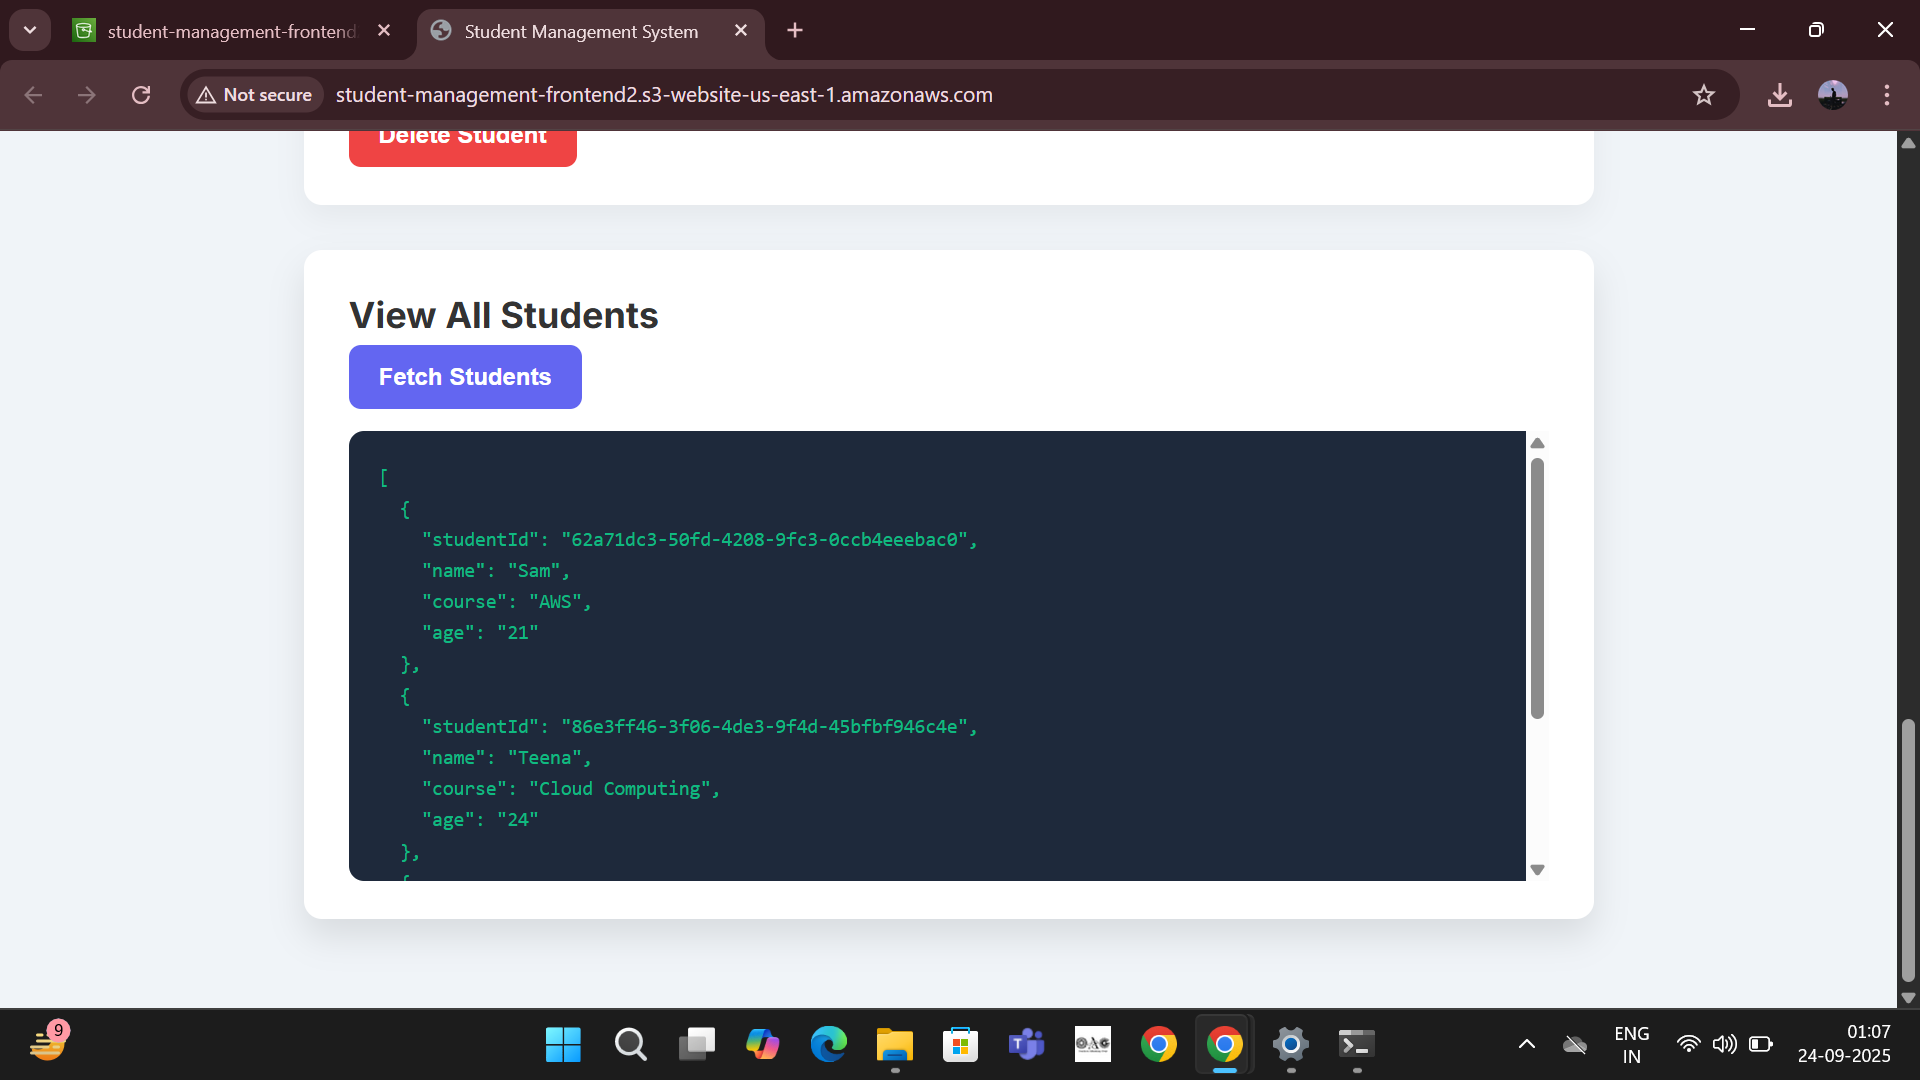 student-management-frontend
Student Management System
Not secure
student-management-frontend2.s3-website-us-east-1.amazonaws.com
Delete Student
View All Students
Fetch Students
[
{
"studentId": "62a71dc3-50fd-4208-9fc3-0ccb4eeebac0",
"name": "Sam",
"course": "AWS",
"age": "21"
},
{
"studentId": "86e3ff46-3f06-4de3-9f4d-45bfbf946c4e",
"name": "Teena",
"course": "Cloud Computing",
"age": "24"
},
{
9
T
OAC
ENG
IN
01:07
24-09-2025